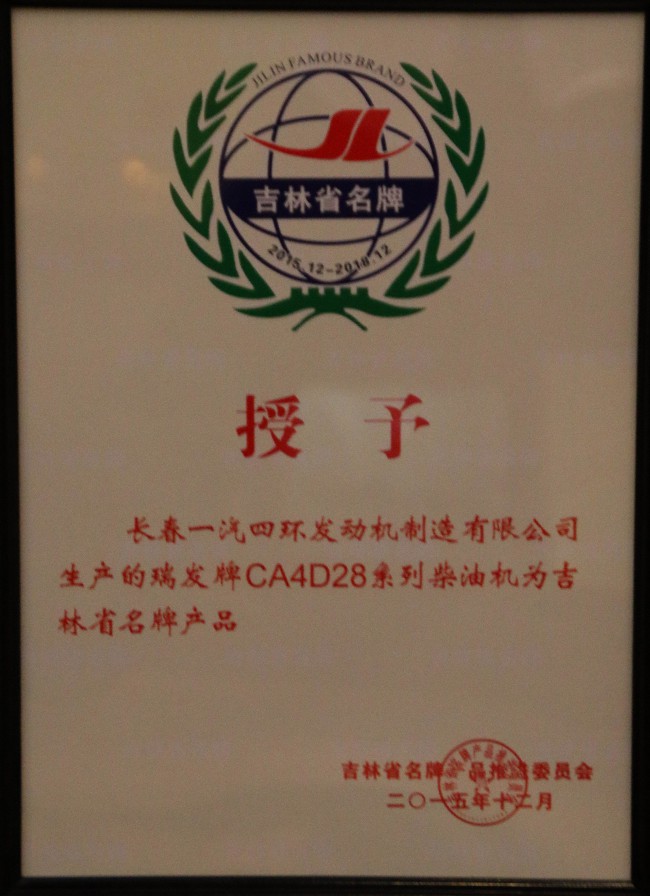 JILIN FAMOUS BRAND
吉林省名牌
2015.12-2018.12
授予
长春一汽四环发动机制造有限公司
生产的瑞发牌CA4D28系列柴油机为吉
林省名牌产品
吉林省名牌产品推进委员会
二〇一五年十二月